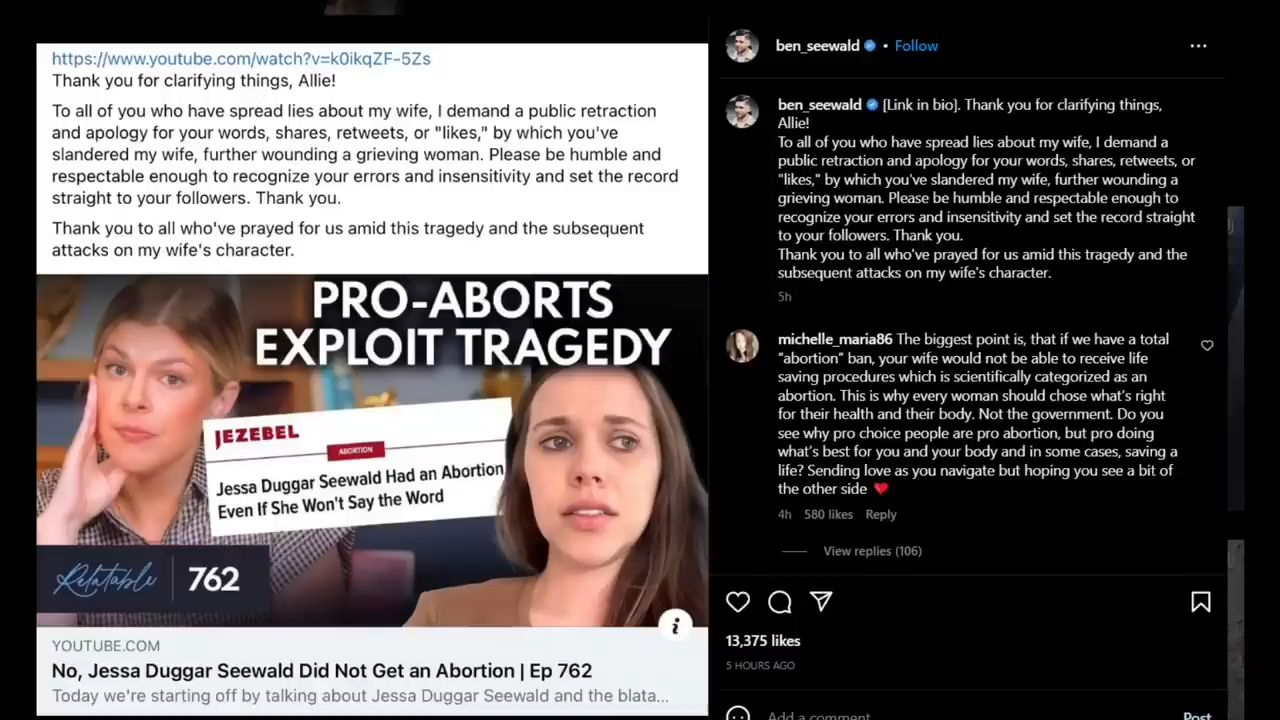 https://www.youtube.com/watch?v=k0ikqZF-5Zs
Thank you for clarifying things, Allie!
To all of you who have spread lies about my wife, I demand a public retraction
and apology for your words, shares, retweets, or "likes," by which you've
slandered my wife, further wounding a grieving woman. Please be humble and
respectable enough to recognize your errors and insensitivity and set the record
straight to your followers. Thank you.
Thank you to all who've prayed for us amid this tragedy and the subsequent
attacks on my wife's character.
PRO-ABORTS
EXPLOIT TRAGEDY
JEZEBEL
ABORTION
Jessa Duggar Seewald Had an Abortion
Even If She Won't Say the Word
Relatable 762
i
YOUTUBE.COM
No, Jessa Duggar Seewald Did Not Get an Abortion | Ep 762
Today we're starting off by talking about Jessa Duggar Seewald and the blata...
ben_seewald • Follow
ben_seewald [Link in bio]. Thank you for clarifying things,
Allie!
To all of you who have spread lies about my wife, I demand a
public retraction and apology for your words, shares, retweets, or
"likes," by which you've slandered my wife, further wounding a
grieving woman. Please be humble and respectable enough to
recognize your errors and insensitivity and set the record straight
to your followers. Thank you.
Thank you to all who've prayed for us amid this tragedy and the
subsequent attacks on my wife's character.
5h
michelle_maria86 The biggest point is, that if we have a total
“abortion” ban, your wife would not be able to receive life
saving procedures which is scientifically categorized as an
abortion. This is why every woman should chose what’s right
for their health and their body. Not the government. Do you
see why pro choice people are pro abortion, but pro doing
what’s best for you and your body and in some cases, saving a
life? Sending love as you navigate but hoping you see a bit of
the other side ❤️
4h 580 likes Reply
View replies (106)
13,375 likes
5 HOURS AGO
Add a comment...
Post